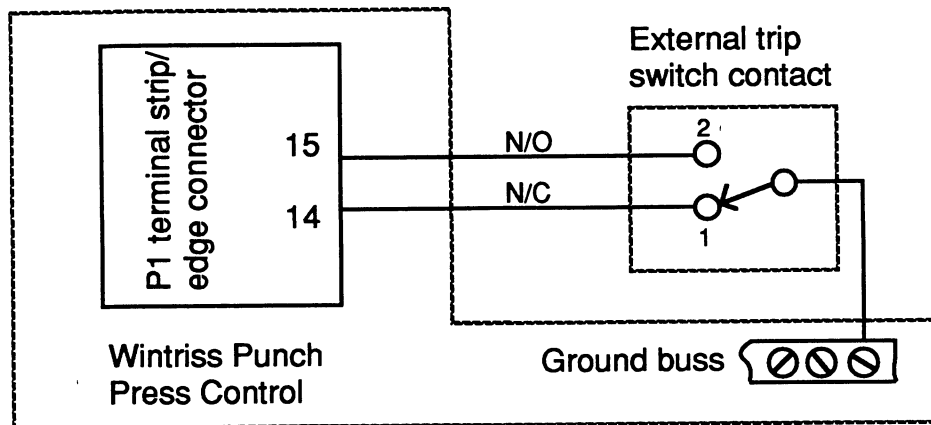 P1 terminal strip/
edge connector
15
14
N/O
N/C
External trip
switch contact
2
1
Wintriss Punch
Press Control
Ground buss